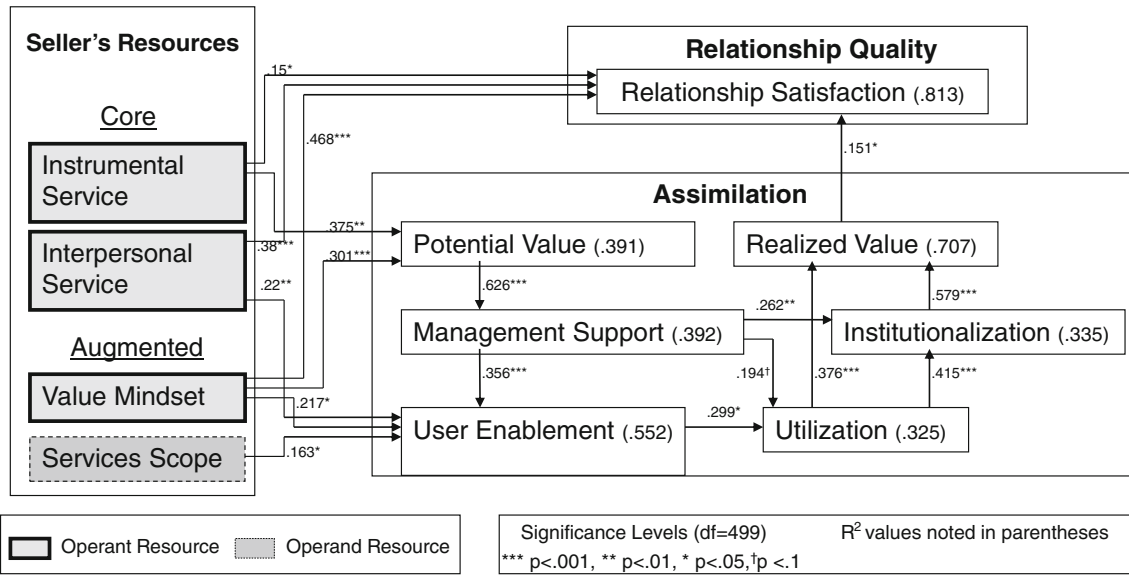 Seller's Resources
Core
Instrumental
Service
Interpersonal
Service
Augmented
Value Mindset
Services Scope
.15*
.468***
.375**
.38***
.301***
.22**
.217*
.163*
Relationship Quality
Relationship Satisfaction (.813)
.151*
Assimilation
Potential Value (.391)
Realized Value (.707)
.626***
.262**
.579***
Management Support (.392)
Institutionalization (.335)
.356***
.194†
.376***
.415***
User Enablement (.552)
.299*
Utilization (.325)
Operant Resource
Operand Resource
Significance Levels (df=499)
R² values noted in parentheses
*** p<.001, ** p<.01, * p<.05,†p <.1